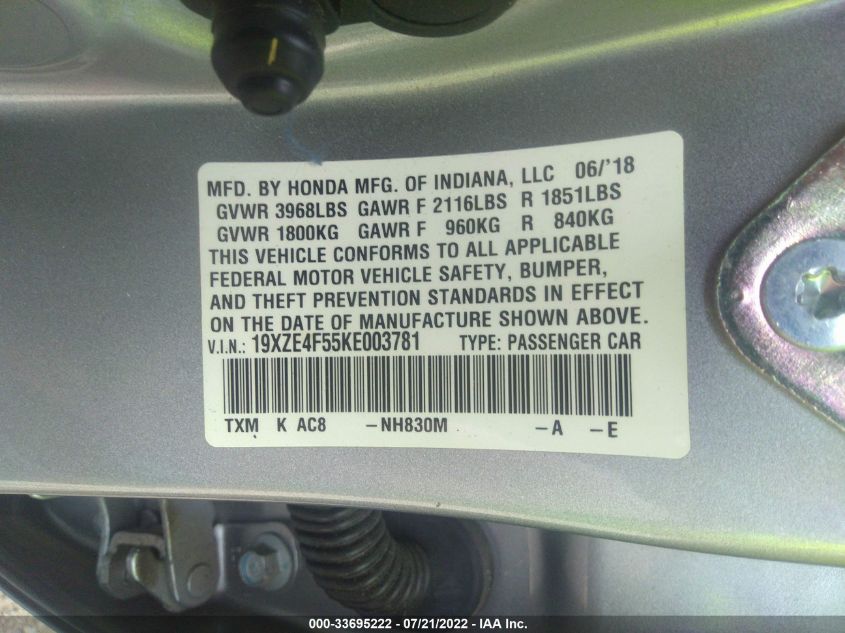 MFD. BY HONDA MFG. OF INDIANA, LLC 06/'18
GVWR 3968LBS GAWR F 2116LBS R 1851LBS
GVWR 1800KG GAWR F 960KG R 840KG
THIS VEHICLE CONFORMS TO ALL APPLICABLE
FEDERAL MOTOR VEHICLE SAFETY, BUMPER,
AND THEFT PREVENTION STANDARDS IN EFFECT
ON THE DATE OF MANUFACTURE SHOWN ABOVE.
V.I.N.: 19XZE4F55KE003781 TYPE: PASSENGER CAR
TXM K AC8 -NH830M -A -E
000-33695222 - 07/21/2022 - IAA Inc.